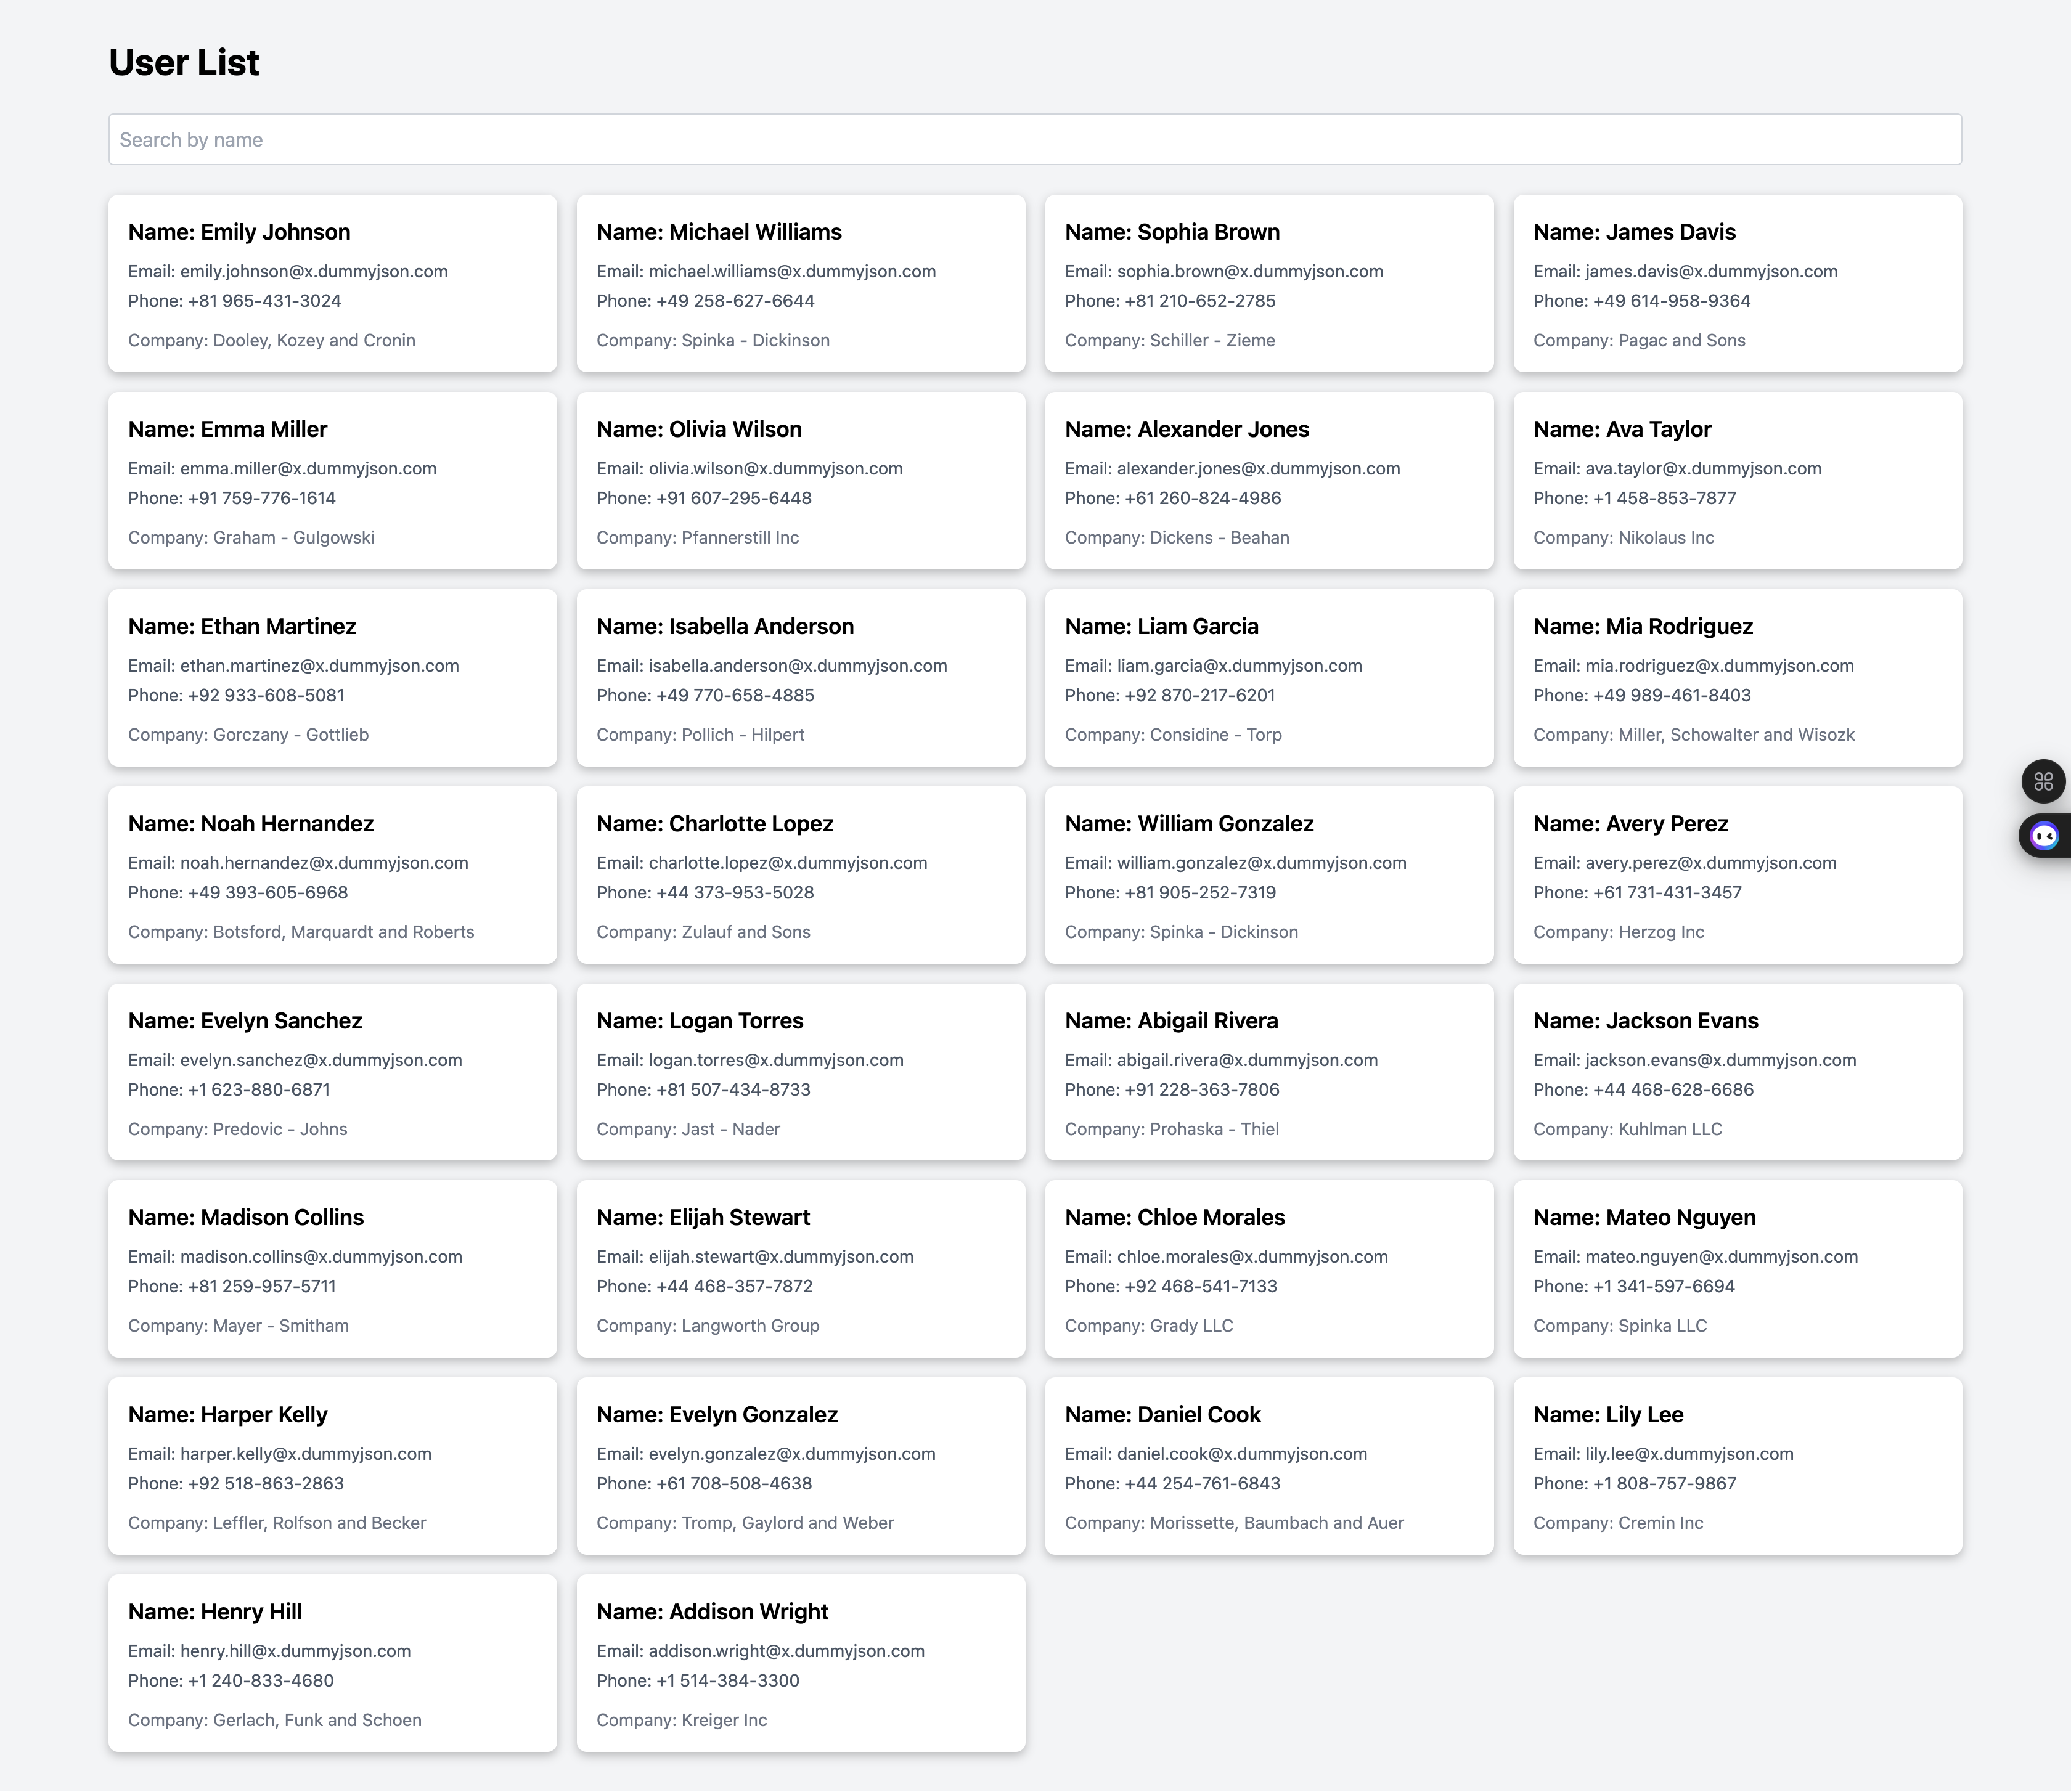 User List
Search by name
Name: Emily Johnson
Email: emily.johnson@x.dummyjson.com
Phone: +81 965-431-3024
Company: Dooley, Kozey and Cronin
Name: Michael Williams
Email: michael.williams@x.dummyjson.com
Phone: +49 258-627-6644
Company: Spinka - Dickinson
Name: Sophia Brown
Email: sophia.brown@x.dummyjson.com
Phone: +81 210-652-2785
Company: Schiller - Zieme
Name: James Davis
Email: james.davis@x.dummyjson.com
Phone: +49 614-958-9364
Company: Pagac and Sons
Name: Emma Miller
Email: emma.miller@x.dummyjson.com
Phone: +91 759-776-1614
Company: Graham - Gulgowski
Name: Olivia Wilson
Email: olivia.wilson@x.dummyjson.com
Phone: +91 607-295-6448
Company: Pfannerstill Inc
Name: Alexander Jones
Email: alexander.jones@x.dummyjson.com
Phone: +61 260-824-4986
Company: Dickens - Beahan
Name: Ava Taylor
Email: ava.taylor@x.dummyjson.com
Phone: +1 458-853-7877
Company: Nikolaus Inc
Name: Ethan Martinez
Email: ethan.martinez@x.dummyjson.com
Phone: +92 933-608-5081
Company: Gorczany - Gottlieb
Name: Isabella Anderson
Email: isabella.anderson@x.dummyjson.com
Phone: +49 770-658-4885
Company: Pollich - Hilpert
Name: Liam Garcia
Email: liam.garcia@x.dummyjson.com
Phone: +92 870-217-6201
Company: Considine - Torp
Name: Mia Rodriguez
Email: mia.rodriguez@x.dummyjson.com
Phone: +49 989-461-8403
Company: Miller, Schowalter and Wisozk
Name: Noah Hernandez
Email: noah.hernandez@x.dummyjson.com
Phone: +49 393-605-6968
Company: Botsford, Marquardt and Roberts
Name: Charlotte Lopez
Email: charlotte.lopez@x.dummyjson.com
Phone: +44 373-953-5028
Company: Zulauf and Sons
Name: William Gonzalez
Email: william.gonzalez@x.dummyjson.com
Phone: +81 905-252-7319
Company: Spinka - Dickinson
Name: Avery Perez
Email: avery.perez@x.dummyjson.com
Phone: +61 731-431-3457
Company: Herzog Inc
Name: Evelyn Sanchez
Email: evelyn.sanchez@x.dummyjson.com
Phone: +1 623-880-6871
Company: Predovic - Johns
Name: Logan Torres
Email: logan.torres@x.dummyjson.com
Phone: +81 507-434-8733
Company: Jast - Nader
Name: Abigail Rivera
Email: abigail.rivera@x.dummyjson.com
Phone: +91 228-363-7806
Company: Prohaska - Thiel
Name: Jackson Evans
Email: jackson.evans@x.dummyjson.com
Phone: +44 468-628-6686
Company: Kuhlman LLC
Name: Madison Collins
Email: madison.collins@x.dummyjson.com
Phone: +81 259-957-5711
Company: Mayer - Smitham
Name: Elijah Stewart
Email: elijah.stewart@x.dummyjson.com
Phone: +44 468-357-7872
Company: Langworth Group
Name: Chloe Morales
Email: chloe.morales@x.dummyjson.com
Phone: +92 468-541-7133
Company: Grady LLC
Name: Mateo Nguyen
Email: mateo.nguyen@x.dummyjson.com
Phone: +1 341-597-6694
Company: Spinka LLC
Name: Harper Kelly
Email: harper.kelly@x.dummyjson.com
Phone: +92 518-863-2863
Company: Leffler, Rolfson and Becker
Name: Evelyn Gonzalez
Email: evelyn.gonzalez@x.dummyjson.com
Phone: +61 708-508-4638
Company: Tromp, Gaylord and Weber
Name: Daniel Cook
Email: daniel.cook@x.dummyjson.com
Phone: +44 254-761-6843
Company: Morissette, Baumbach and Auer
Name: Lily Lee
Email: lily.lee@x.dummyjson.com
Phone: +1 808-757-9867
Company: Cremin Inc
Name: Henry Hill
Email: henry.hill@x.dummyjson.com
Phone: +1 240-833-4680
Company: Gerlach, Funk and Schoen
Name: Addison Wright
Email: addison.wright@x.dummyjson.com
Phone: +1 514-384-3300
Company: Kreiger Inc